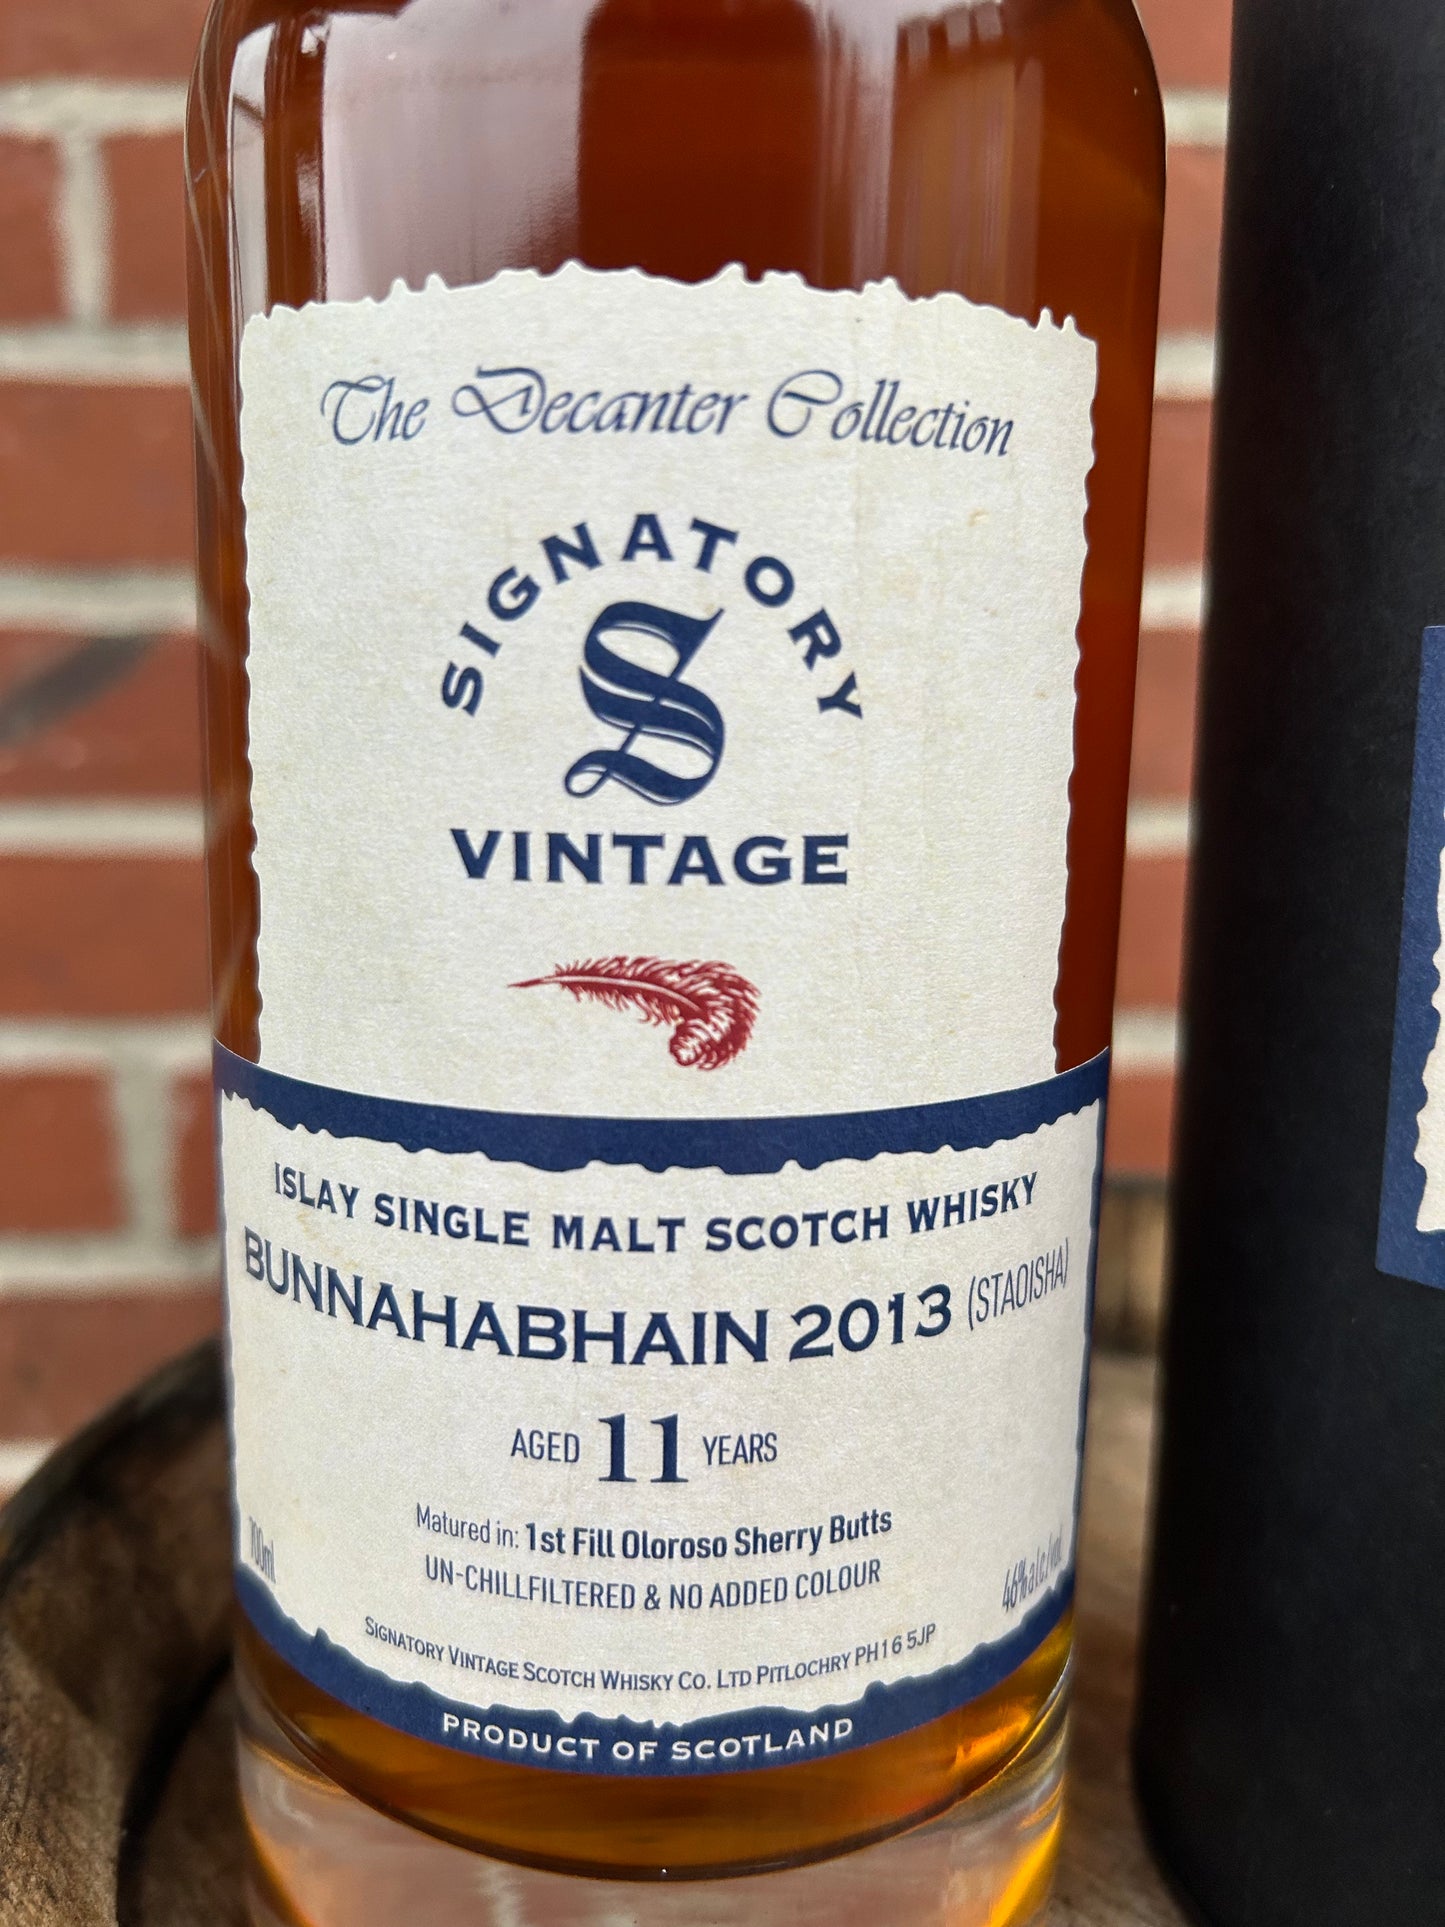 The Decanter Collection
SIGNATORY
S
VINTAGE
ISLAY SINGLE MALT SCOTCH WHISKY
BUNNAHABHAIN 2013 (STAOISHA)
AGED 11 YEARS
Matured in: 1st Fill Oloroso Sherry Butts
UN-CHILLFILTERED & NO ADDED COLOUR
700ml
46%alc./vol
SIGNATORY VINTAGE SCOTCH WHISKY CO. LTD PITLOCHRY PH16 5JP
PRODUCT OF SCOTLAND